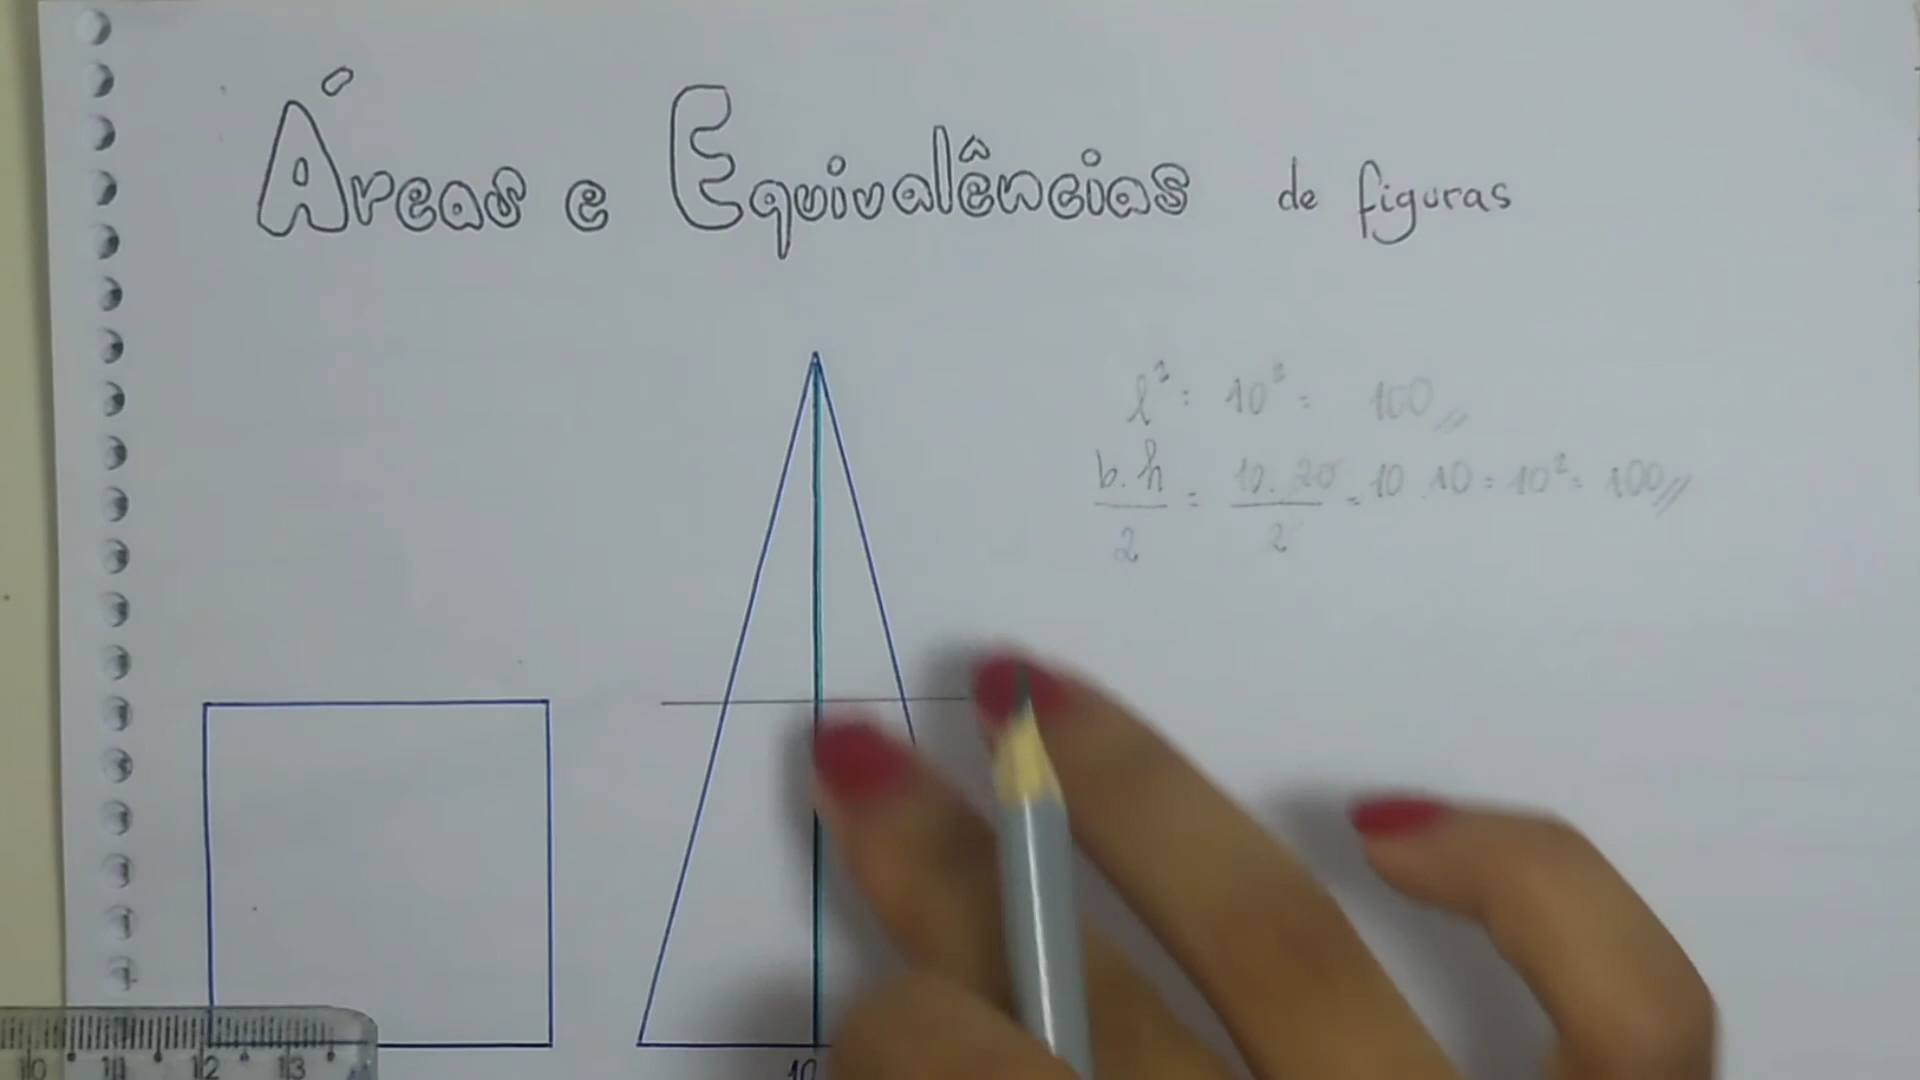 Áreas e Equivalências de figuras
l² = 10² = 100//
b.h/2 = 10.20/2 = 10.10 = 10² = 100//
10
10 11 12 13